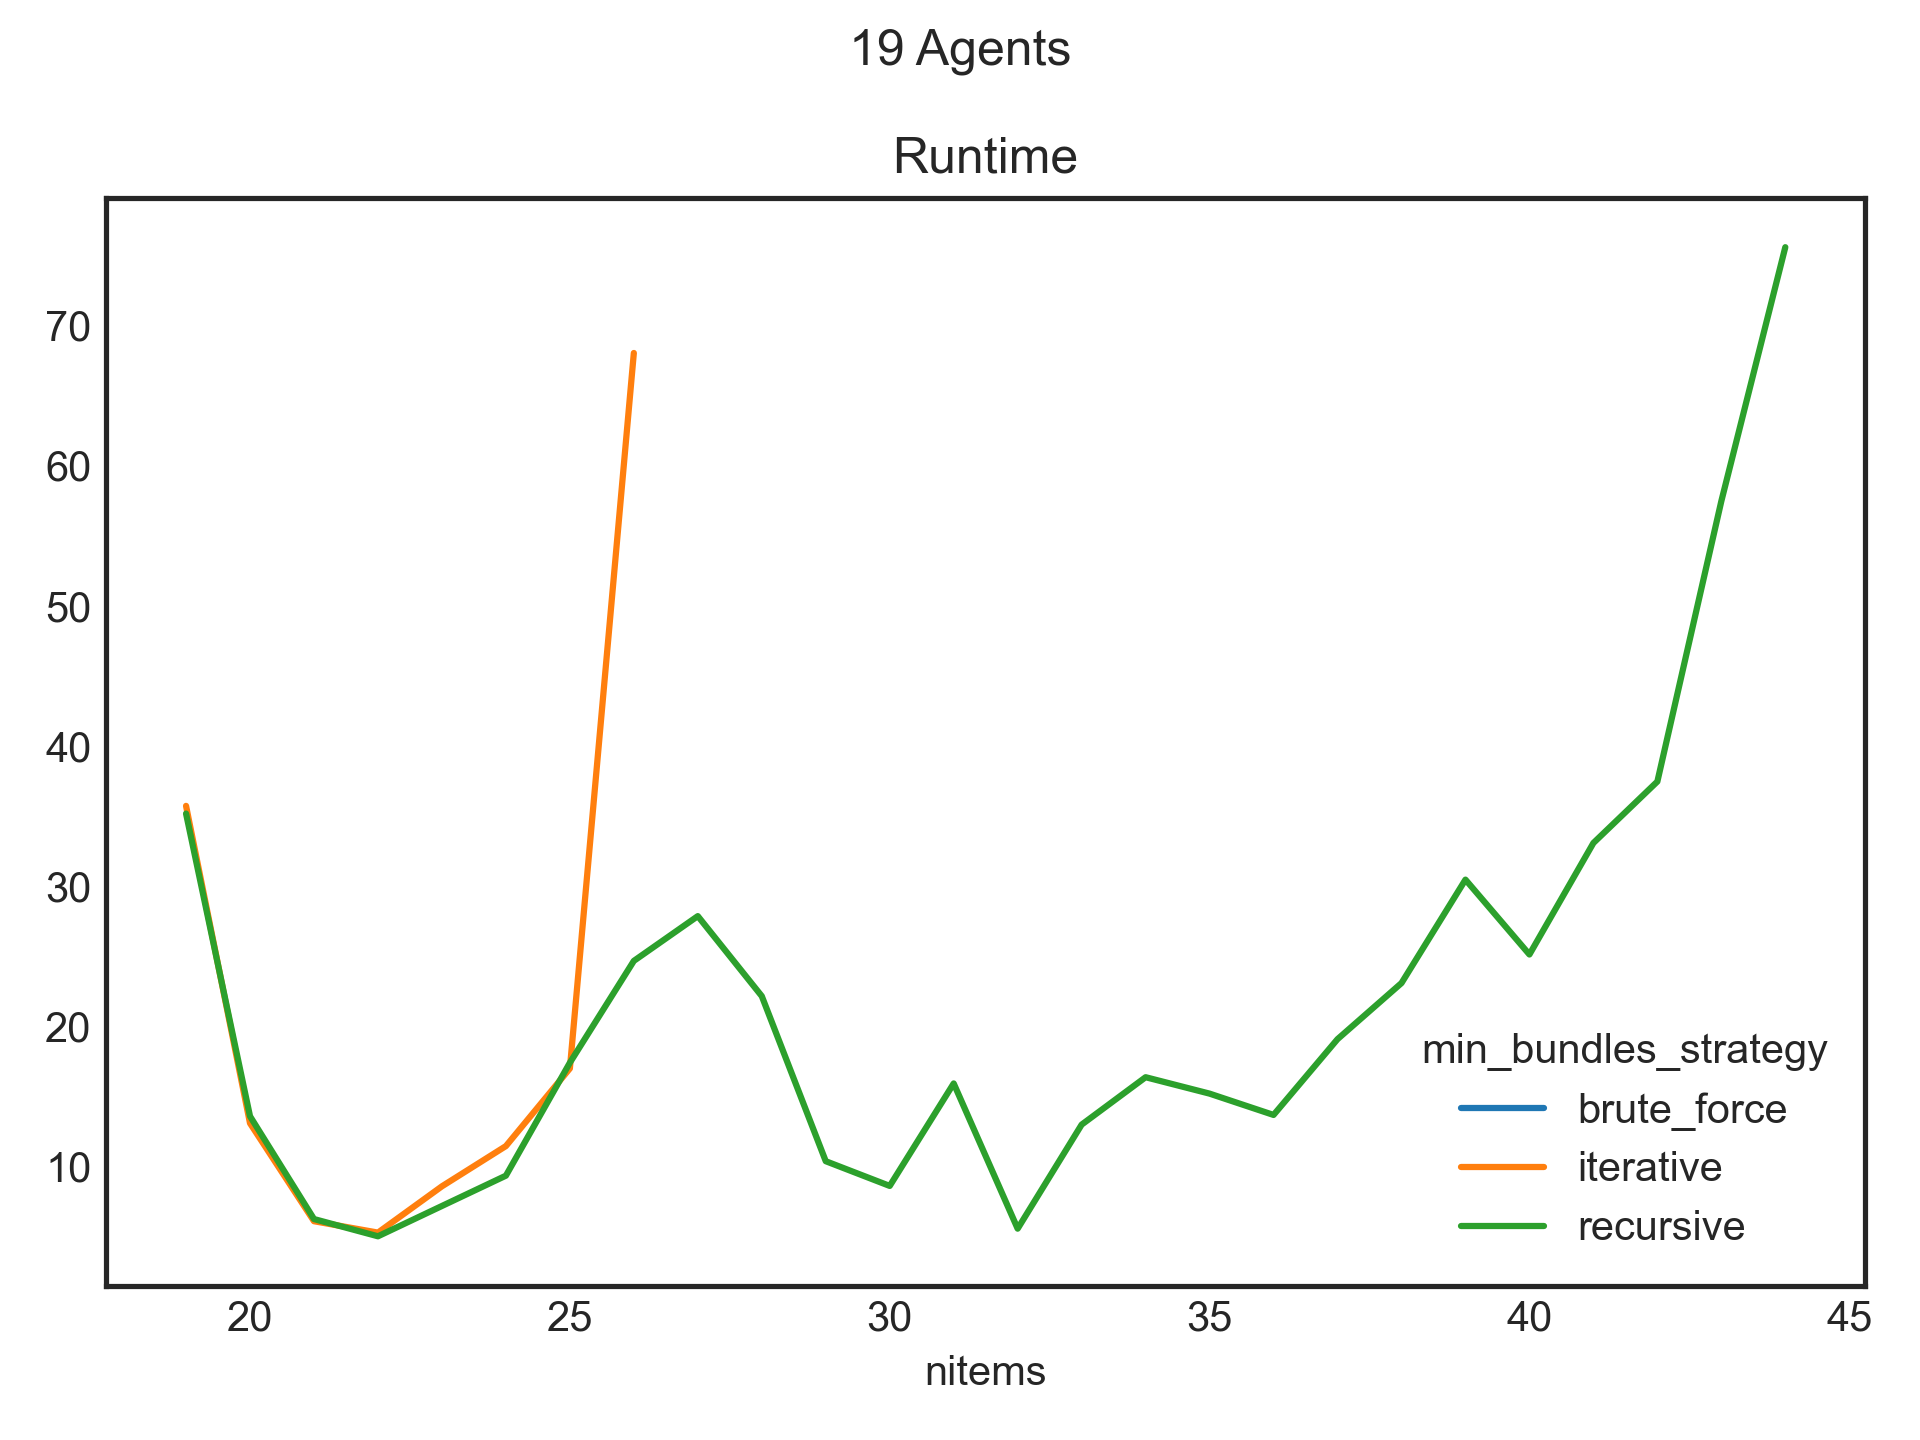 19 Agents
Runtime
70
60
50
40
30
20
10
min_bundles_strategy
brute_force
iterative
recursive
20 25 30 35 40 45
nitems